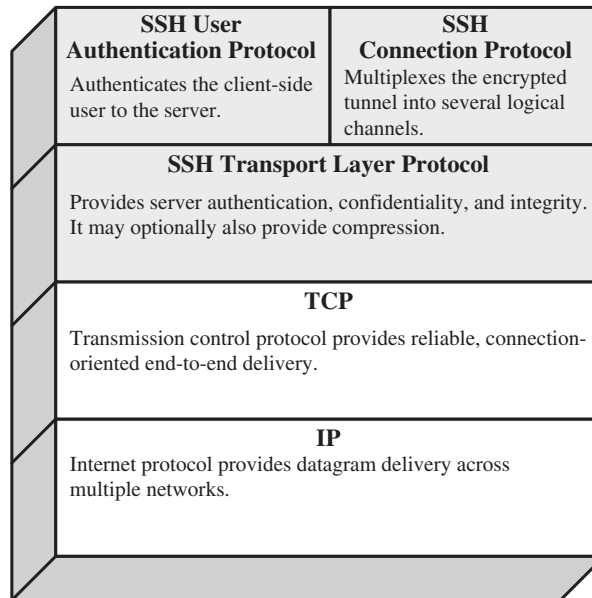 SSH User
Authentication Protocol
Authenticates the client-side
user to the server.
SSH
Connection Protocol
Multiplexes the encrypted
tunnel into several logical
channels.
SSH Transport Layer Protocol
Provides server authentication, confidentiality, and integrity.
It may optionally also provide compression.
TCP
Transmission control protocol provides reliable, connection-
oriented end-to-end delivery.
IP
Internet protocol provides datagram delivery across
multiple networks.